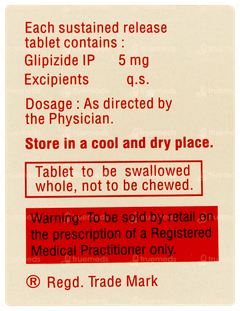 Each sustained release
tablet contains :
Glipizide IP 5 mg
Excipients q.s.
Dosage : As directed by
the Physician.
Store in a cool and dry place.
Tablet to be swallowed
whole, not to be chewed.
Warning: To be sold by retail on
the prescription of a Registered
Medical Practitioner only.
® Regd. Trade Mark
truemeds